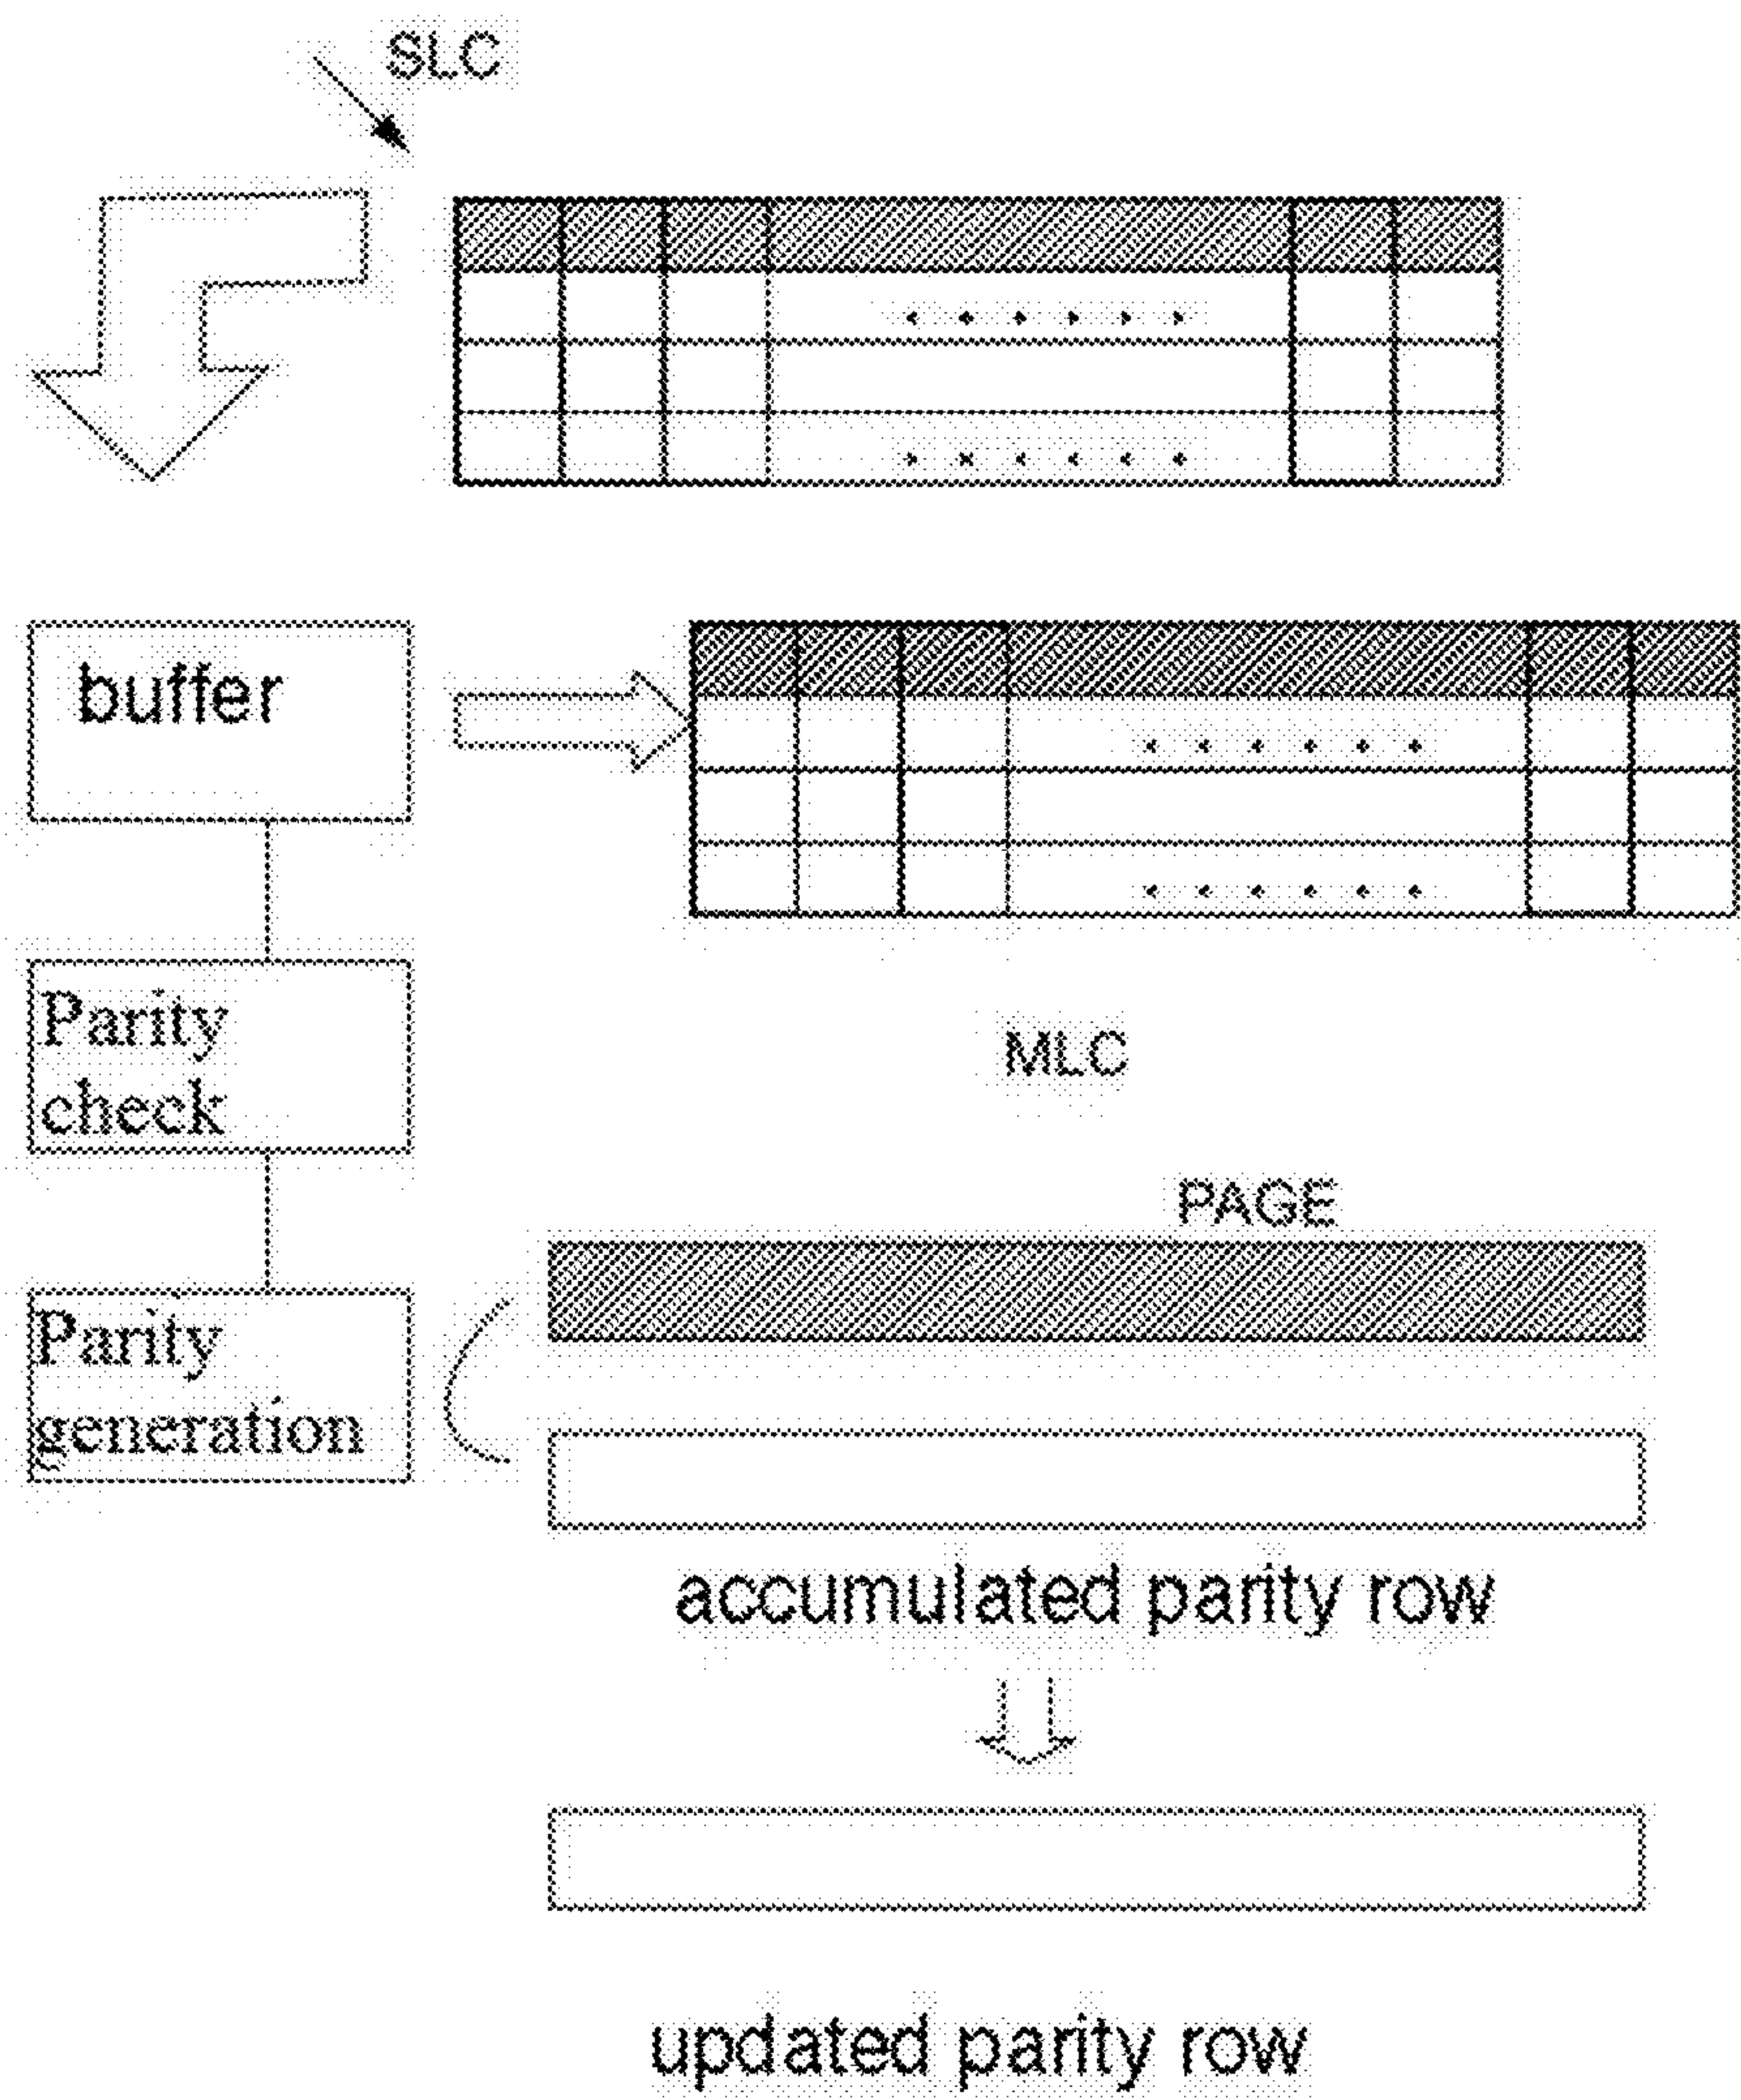 SLC
buffer
Parity
check
MLC
PAGE
Parity
generation
accumulated parity row
updated parity row